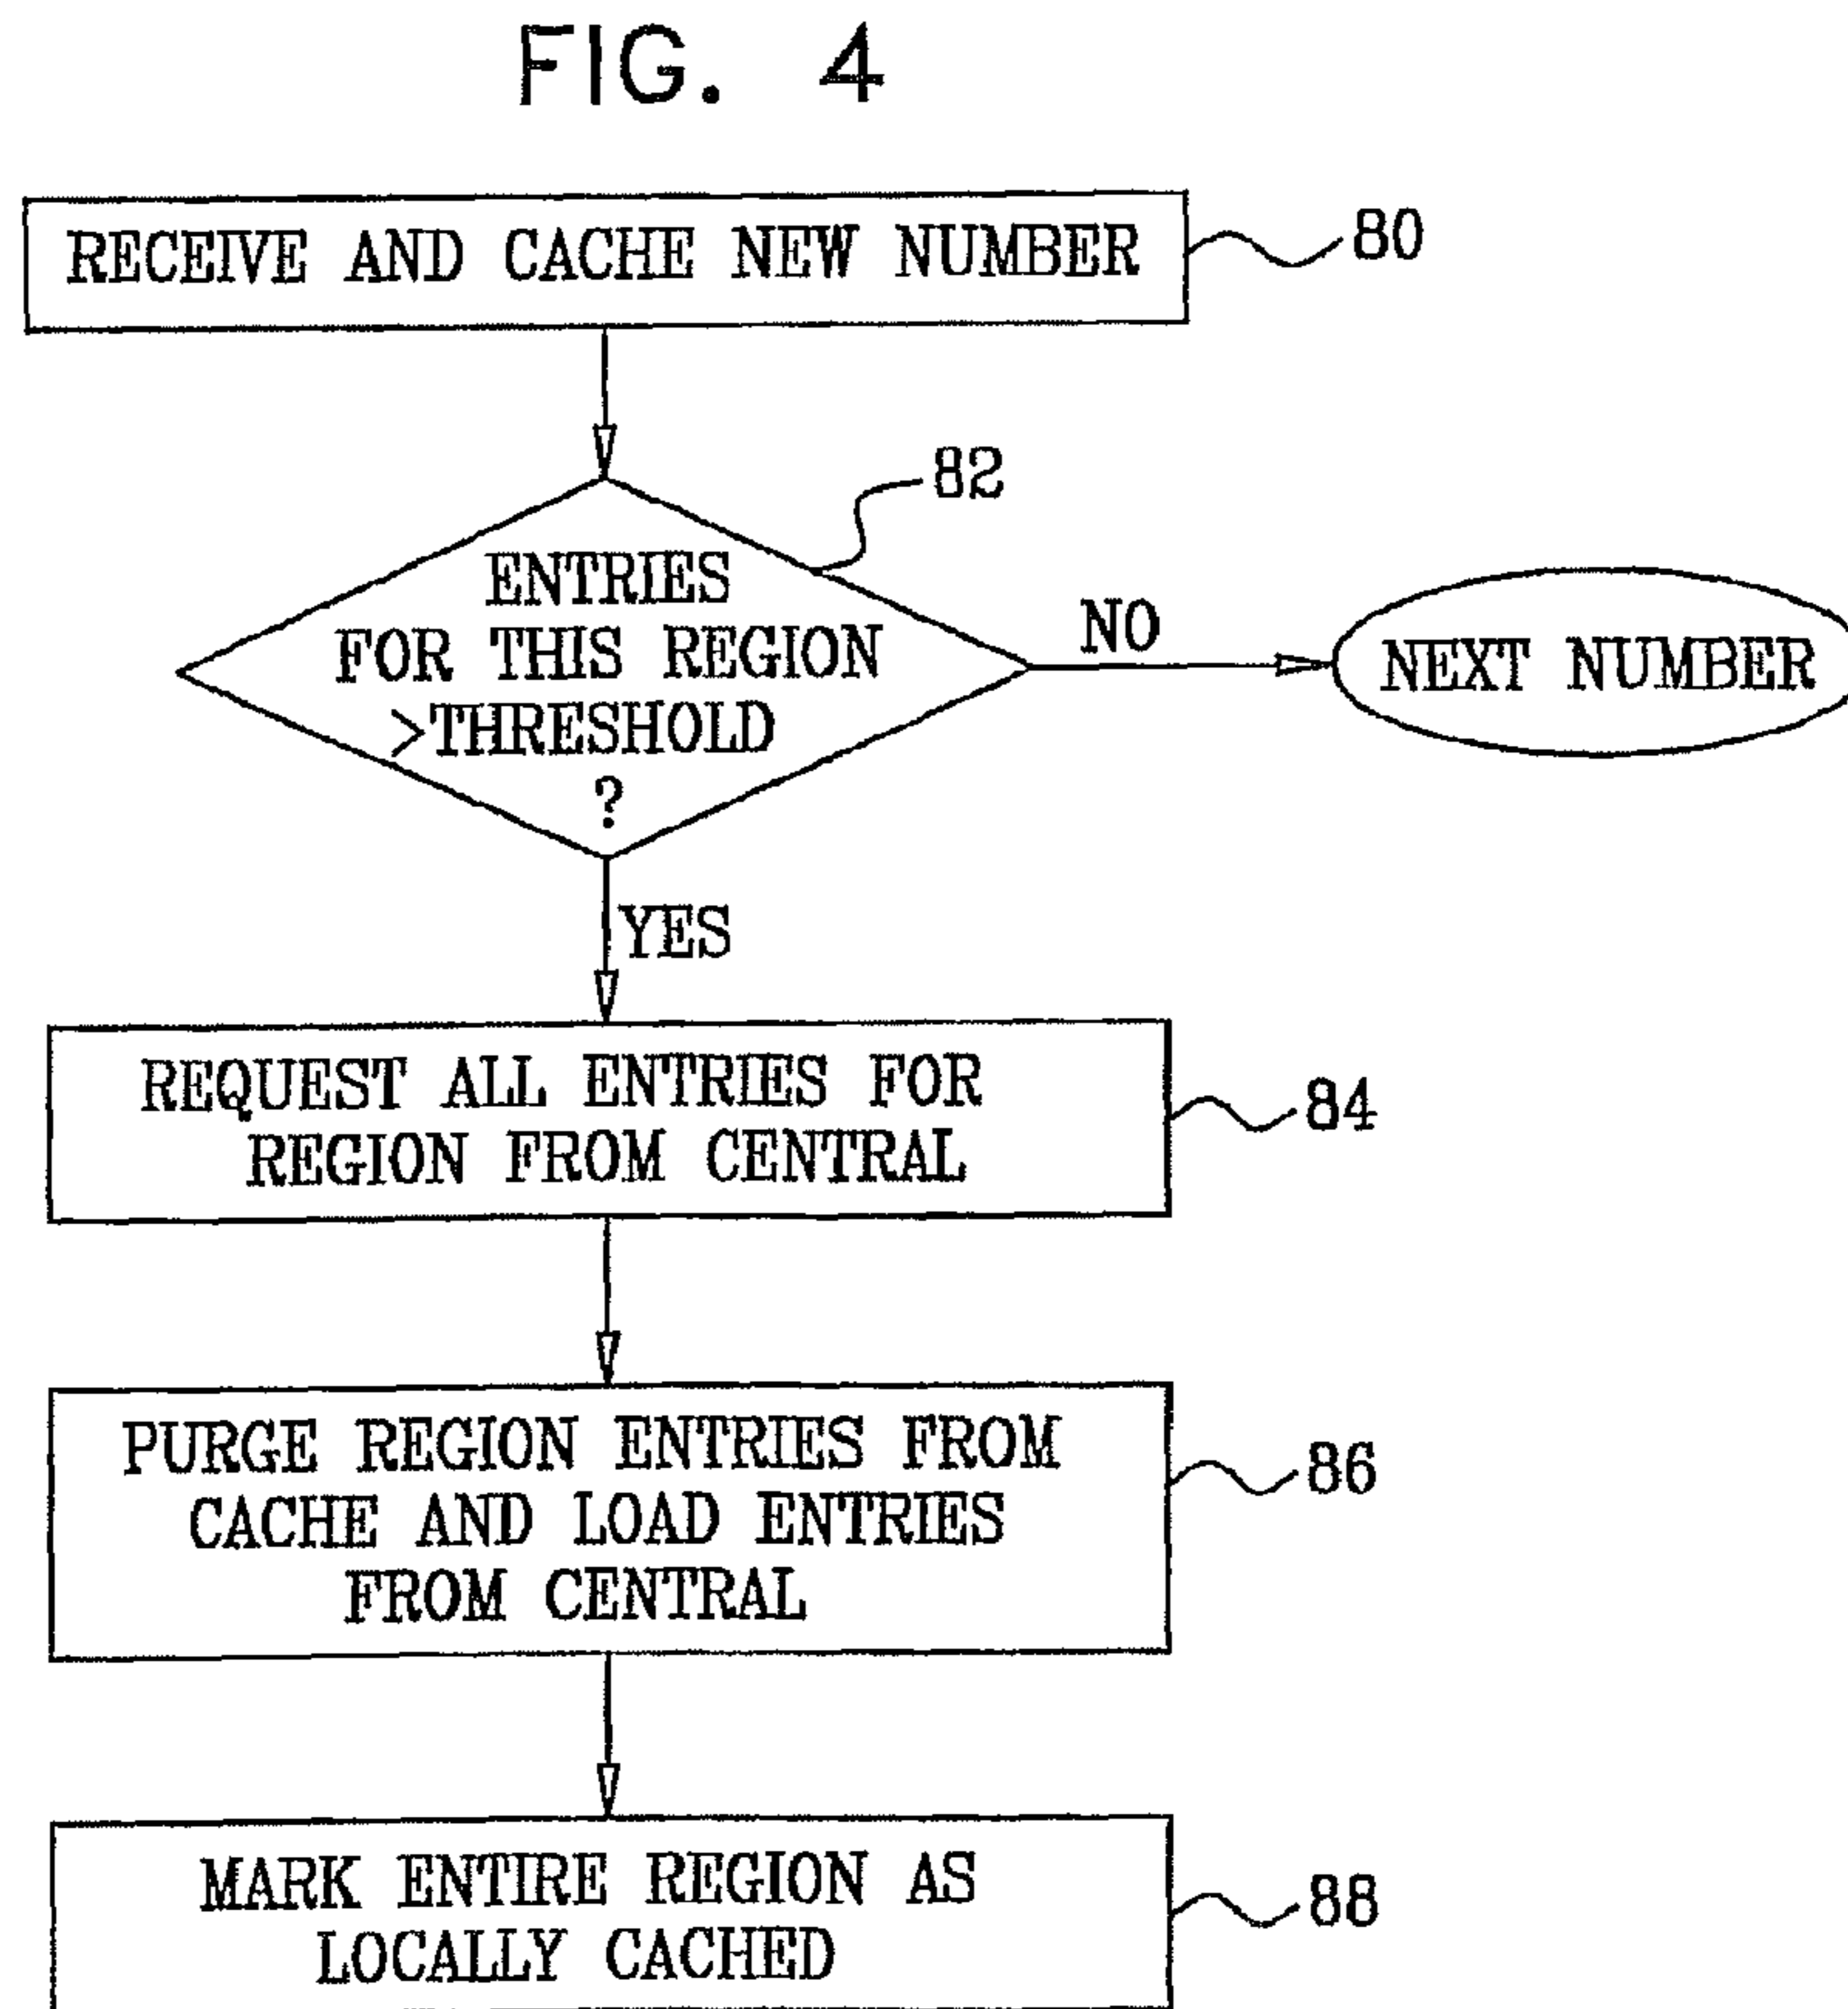 FIG. 4
RECEIVE AND CACHE NEW NUMBER
80
82
ENTRIES
FOR THIS REGION
>THRESHOLD
?
NO
NEXT NUMBER
YES
REQUEST ALL ENTRIES FOR
REGION FROM CENTRAL
84
PURGE REGION ENTRIES FROM
CACHE AND LOAD ENTRIES
FROM CENTRAL
86
MARK ENTIRE REGION AS
LOCALLY CACHED
88